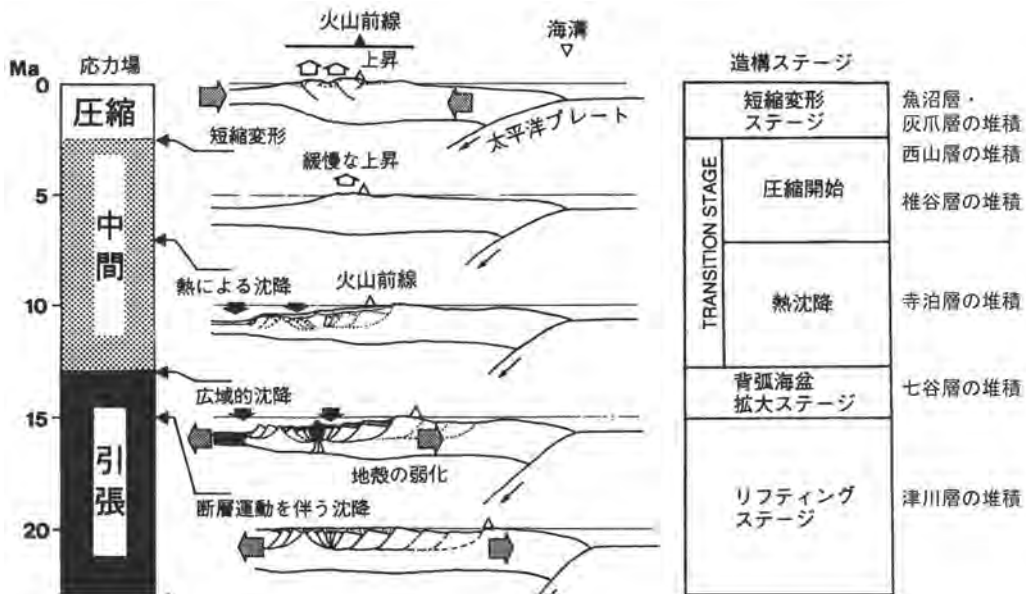 火山前線
海溝
Ma
応力場
上昇
造構ステージ
0
圧縮
短縮変形
太平洋プレート
短縮変形
ステージ
魚沼層・
灰爪層の堆積
緩慢な上昇
西山層の堆積
5
中間
圧縮開始
椎谷層の堆積
TRANSITION STAGE
熱による沈降
火山前線
10
熱沈降
寺泊層の堆積
広域的沈降
背弧海盆
拡大ステージ
七谷層の堆積
15
引張
地殻の弱化
断層運動を伴う沈降
リフティング
ステージ
津川層の堆積
20